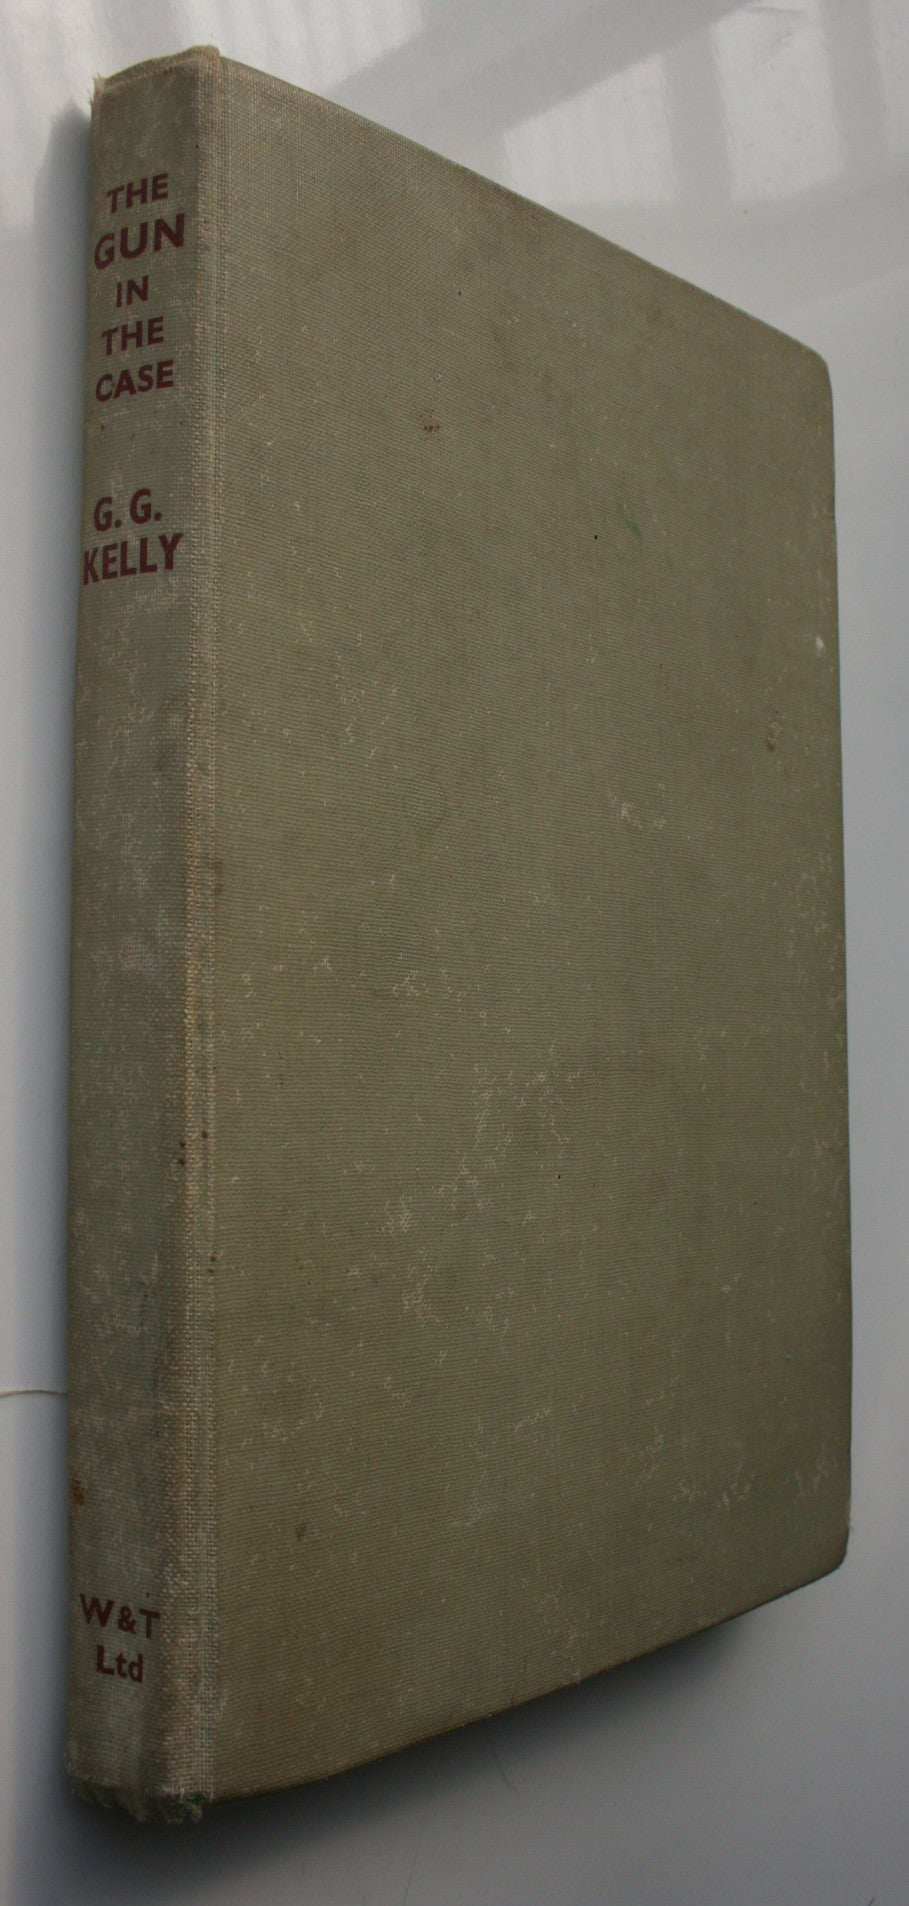 THE
GUN
IN
THE
CASE
G. G.
KELLY
W & T
Ltd